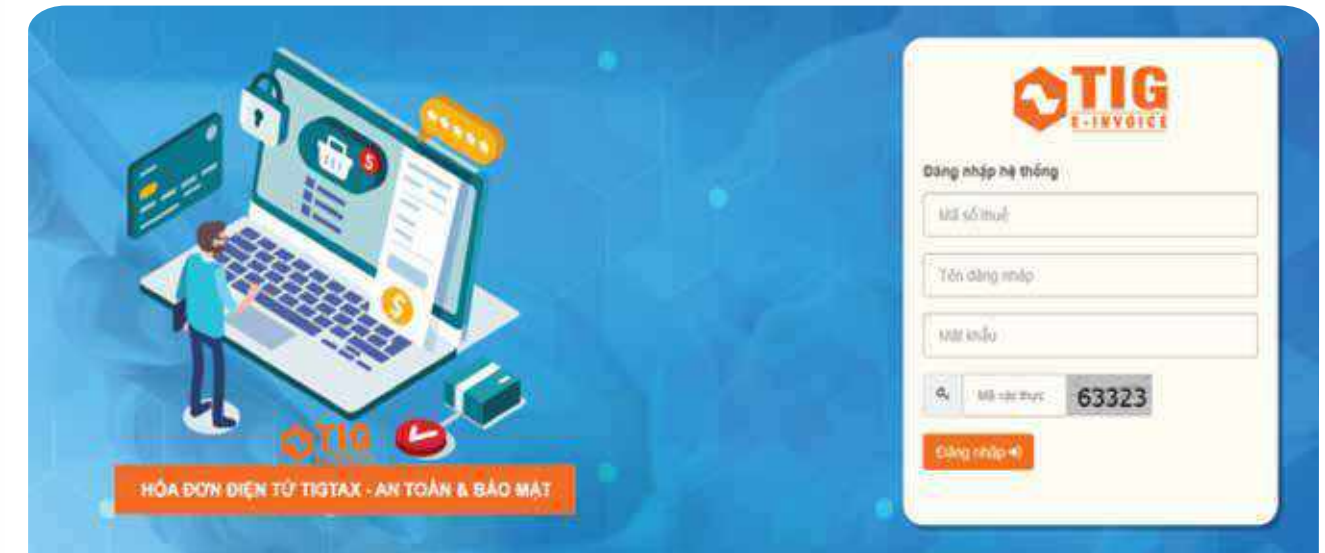 TIG
E-INVOICE
Đăng nhập hệ thống
Mã số thuế
Tên đăng nhập
Mật khẩu
Mã xác thực
63323
Đăng nhập
TIG
HÓA ĐƠN ĐIỆN TỬ TIGTAX - AN TOÀN & BẢO MẬT